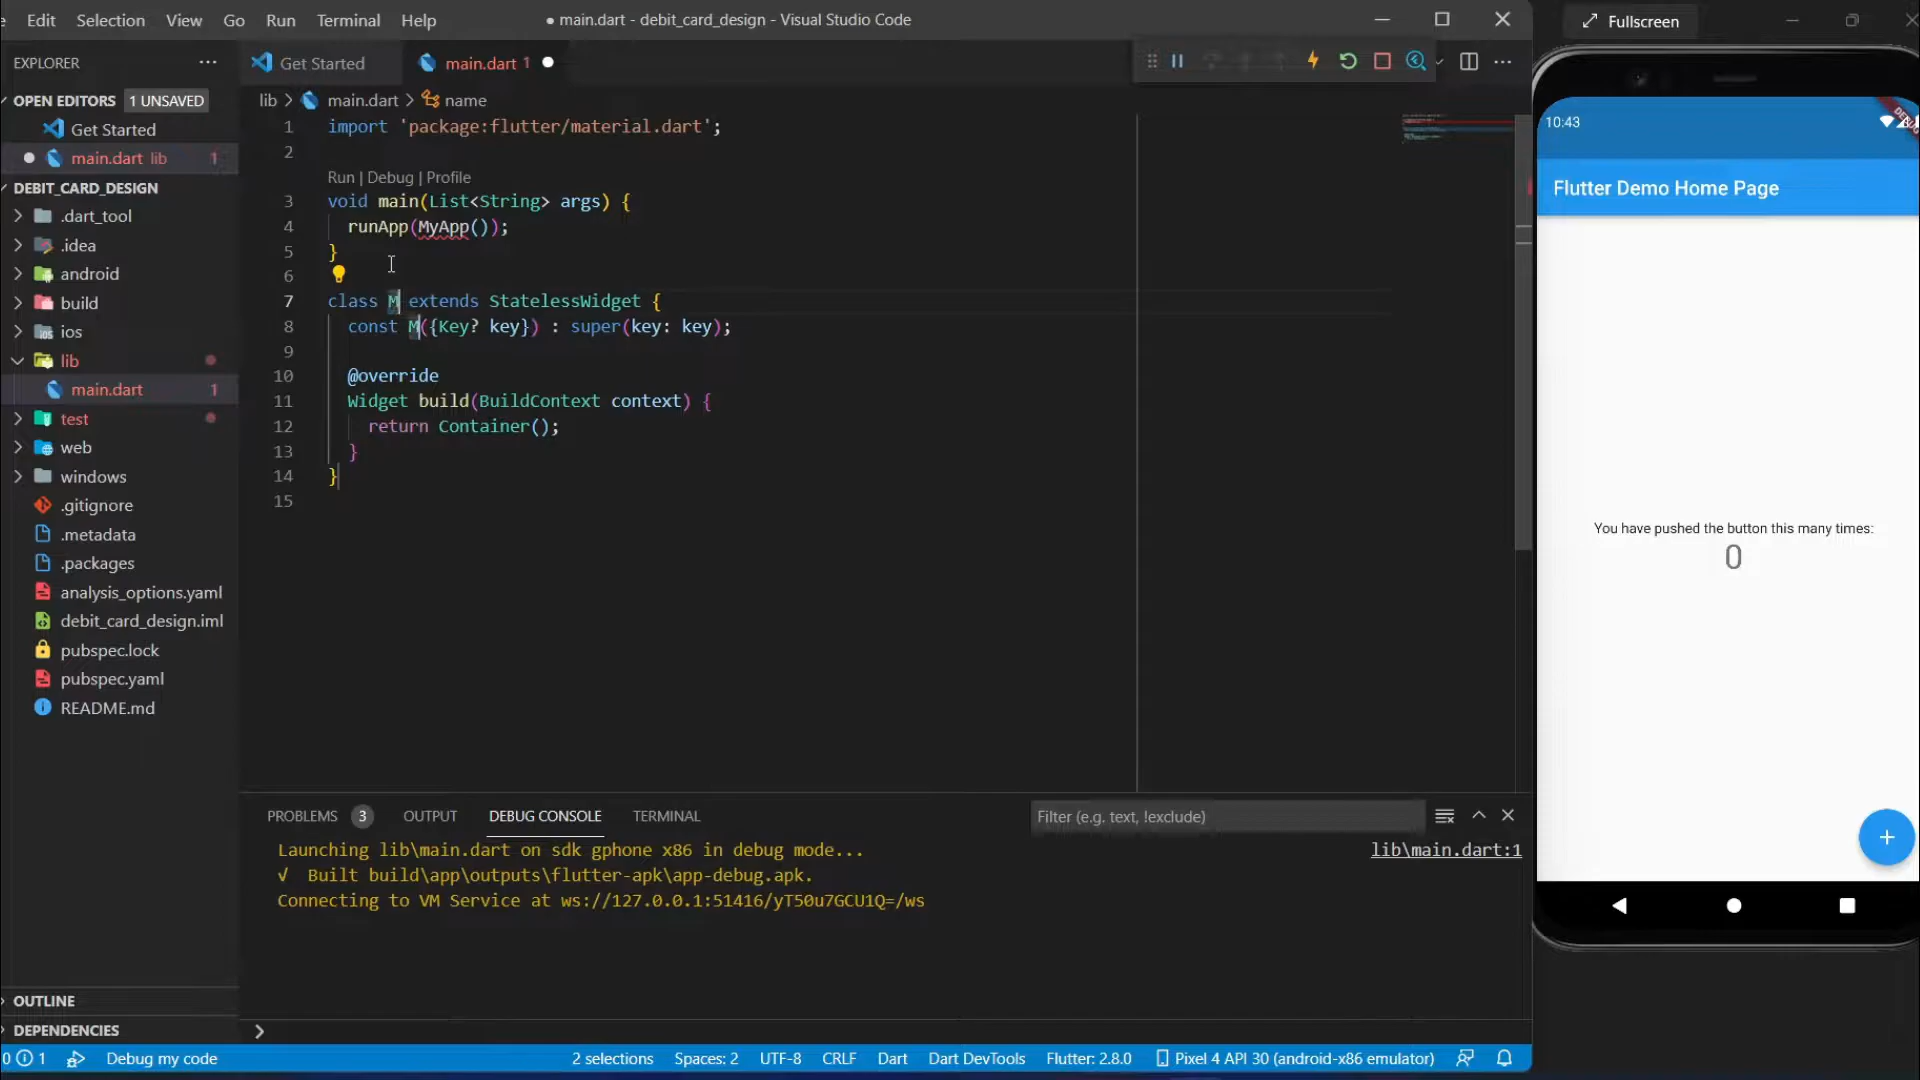 Edit Selection View Go Run Terminal Help
● main.dart - debit_card_design - Visual Studio Code
Fullscreen
EXPLORER
Get Started
main.dart 1
OPEN EDITORS 1 UNSAVED
Get Started
main.dart lib 1
DEBIT_CARD_DESIGN
.dart_tool
.idea
android
build
ios
lib
main.dart 1
test
web
windows
.gitignore
.metadata
.packages
analysis_options.yaml
debit_card_design.iml
pubspec.lock
pubspec.yaml
README.md
OUTLINE
DEPENDENCIES
lib > main.dart > name
1 import 'package:flutter/material.dart';
2
Run | Debug | Profile
3 void main(List<String> args) {
4 runApp(MyApp());
5 }
6
7 class M extends StatelessWidget {
8 const M({Key? key}) : super(key: key);
9
10 @override
11 Widget build(BuildContext context) {
12 return Container();
13 }
14 }
15
PROBLEMS 3 OUTPUT DEBUG CONSOLE TERMINAL
Filter (e.g. text, !exclude)
Launching lib\main.dart on sdk gphone x86 in debug mode...
lib\main.dart:1
√ Built build\app\outputs\flutter-apk\app-debug.apk.
Connecting to VM Service at ws://127.0.0.1:51416/yT50u7GCU1Q=/ws
0 1 Debug my code
2 selections Spaces: 2 UTF-8 CRLF Dart Dart DevTools Flutter: 2.8.0 Pixel 4 API 30 (android-x86 emulator)
10:43
Flutter Demo Home Page
You have pushed the button this many times:
0
+